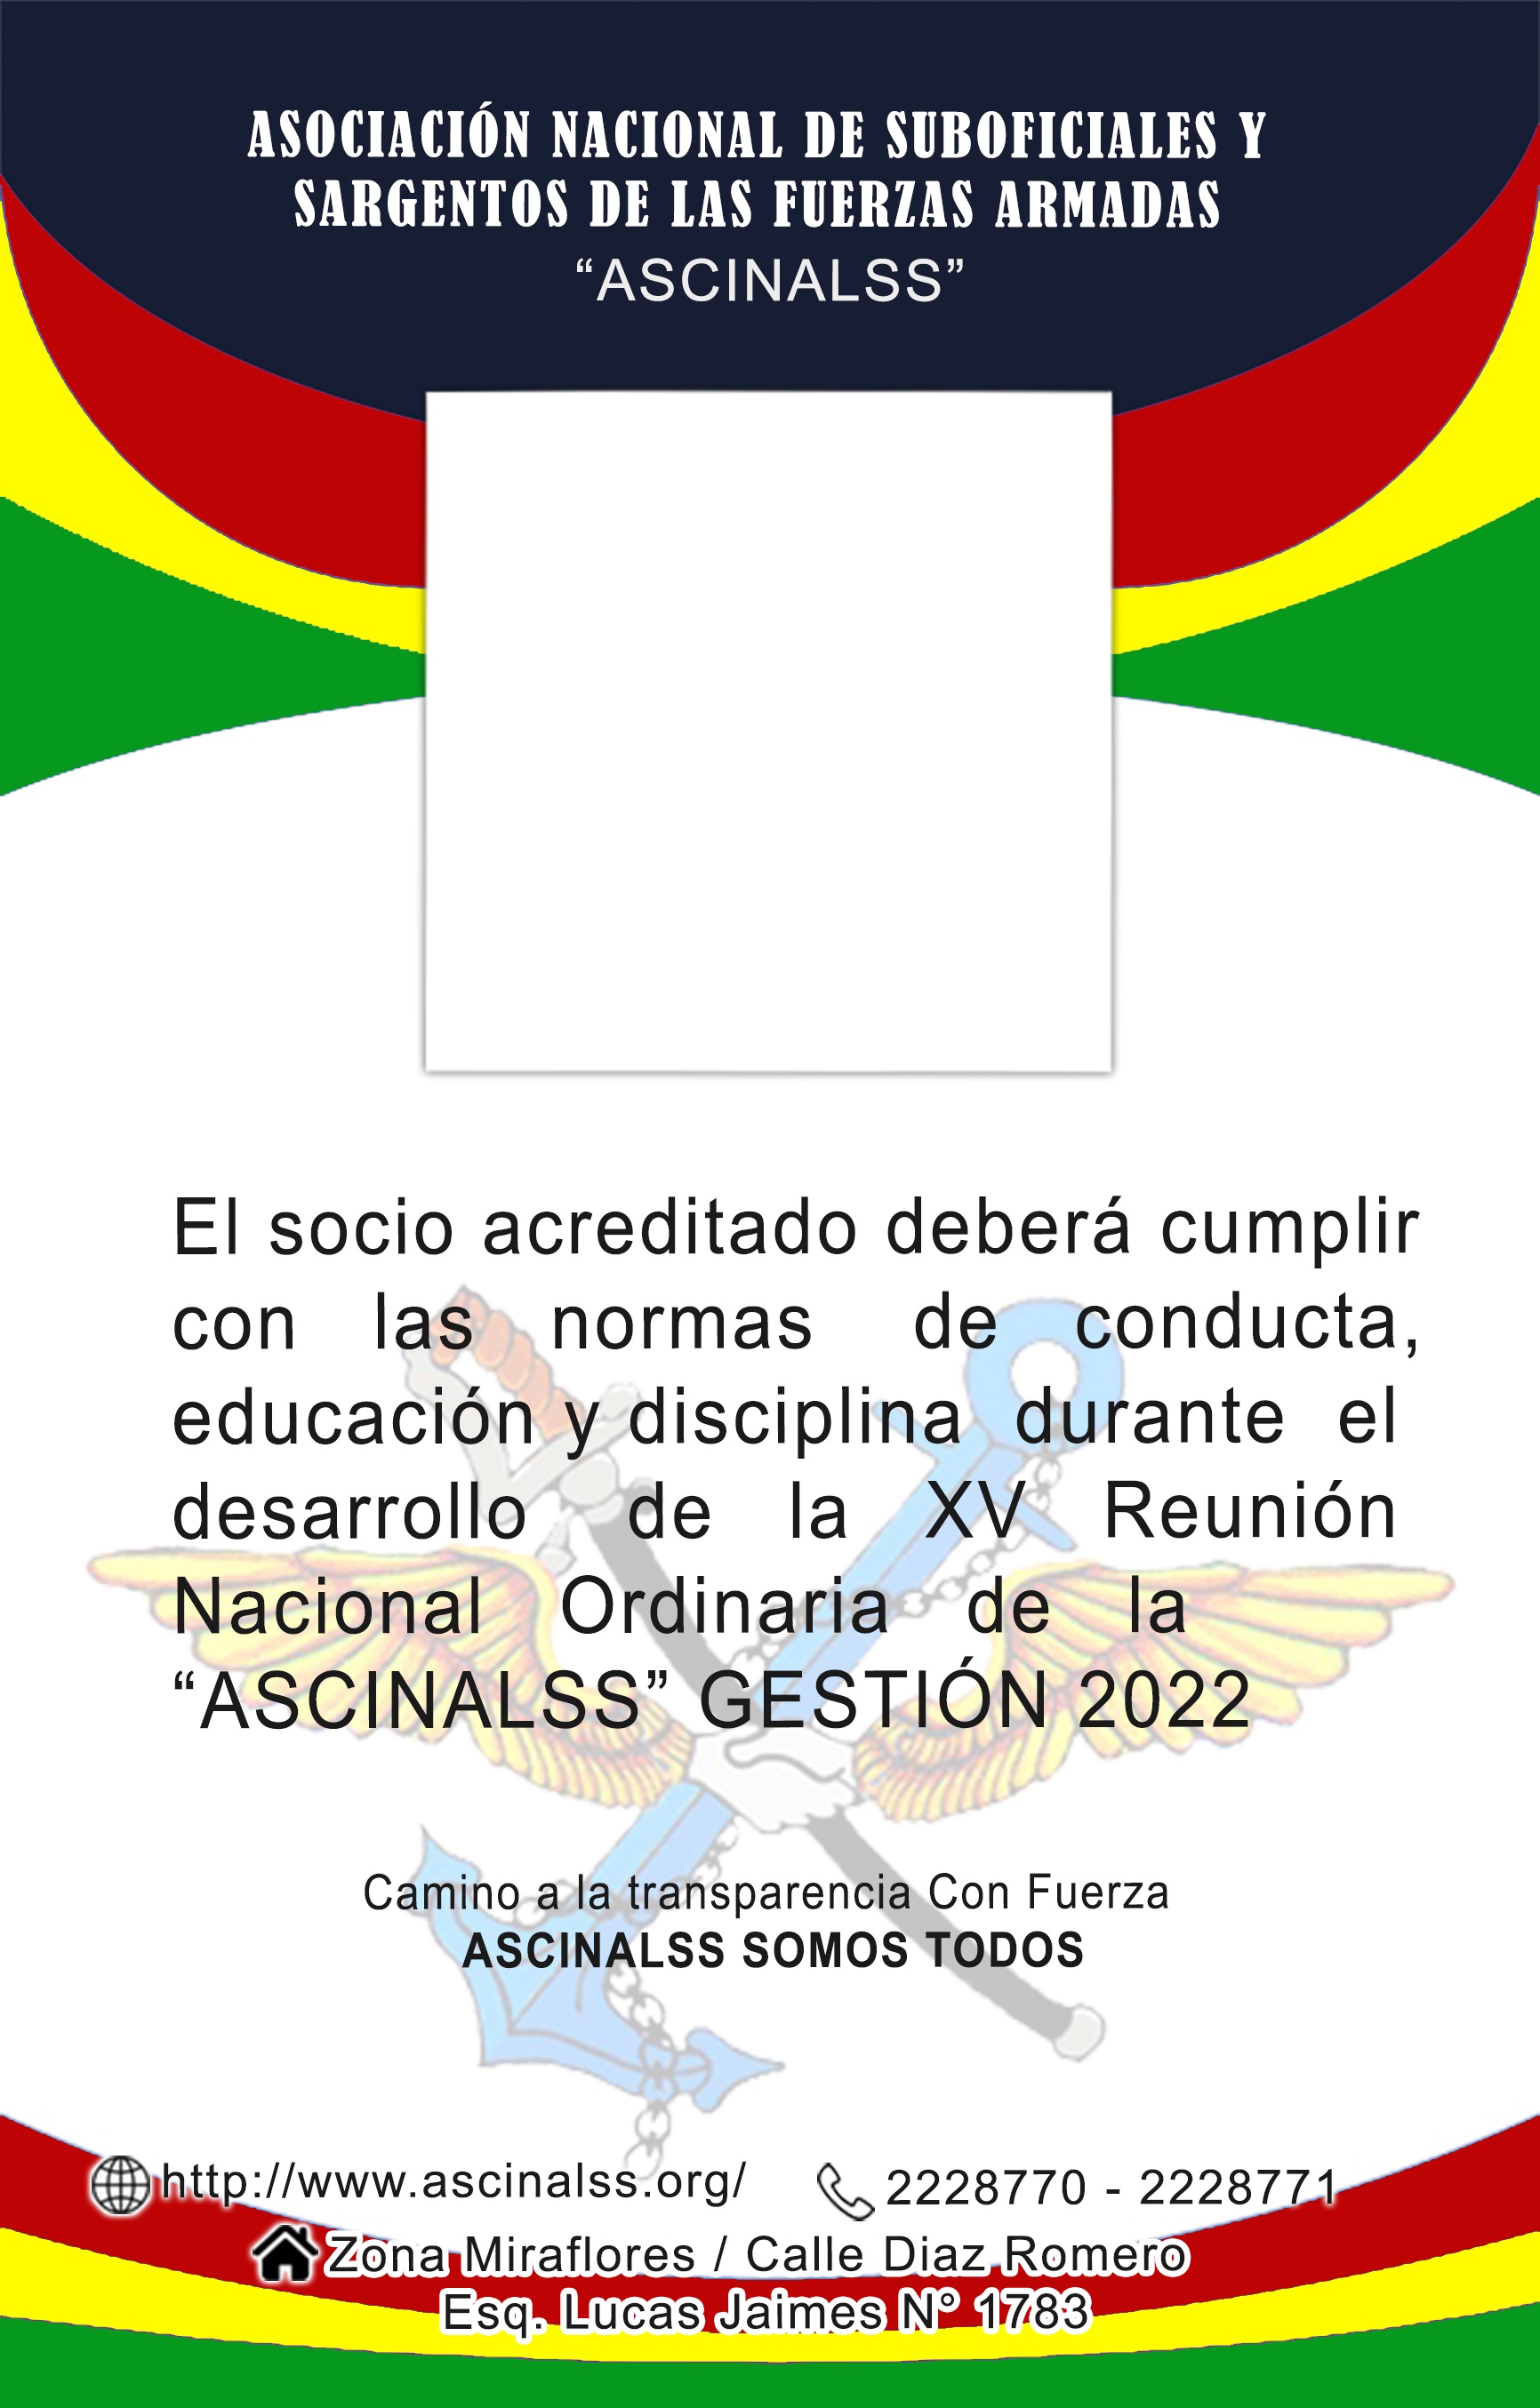 ASOCIACIÓN NACIONAL DE SUBOFICIALES Y
SARGENTOS DE LAS FUERZAS ARMADAS
“ASCINALSS”
El socio acreditado deberá cumplir
con las normas de conducta,
educación y disciplina durante el
desarrollo de la XV Reunión
Nacional Ordinaria de la
“ASCINALSS” GESTIÓN 2022
Camino a la transparencia Con Fuerza
ASCINALSS SOMOS TODOS
http://www.ascinalss.org/ 2228770 - 2228771
Zona Miraflores / Calle Diaz Romero
Esq. Lucas Jaimes N° 1783